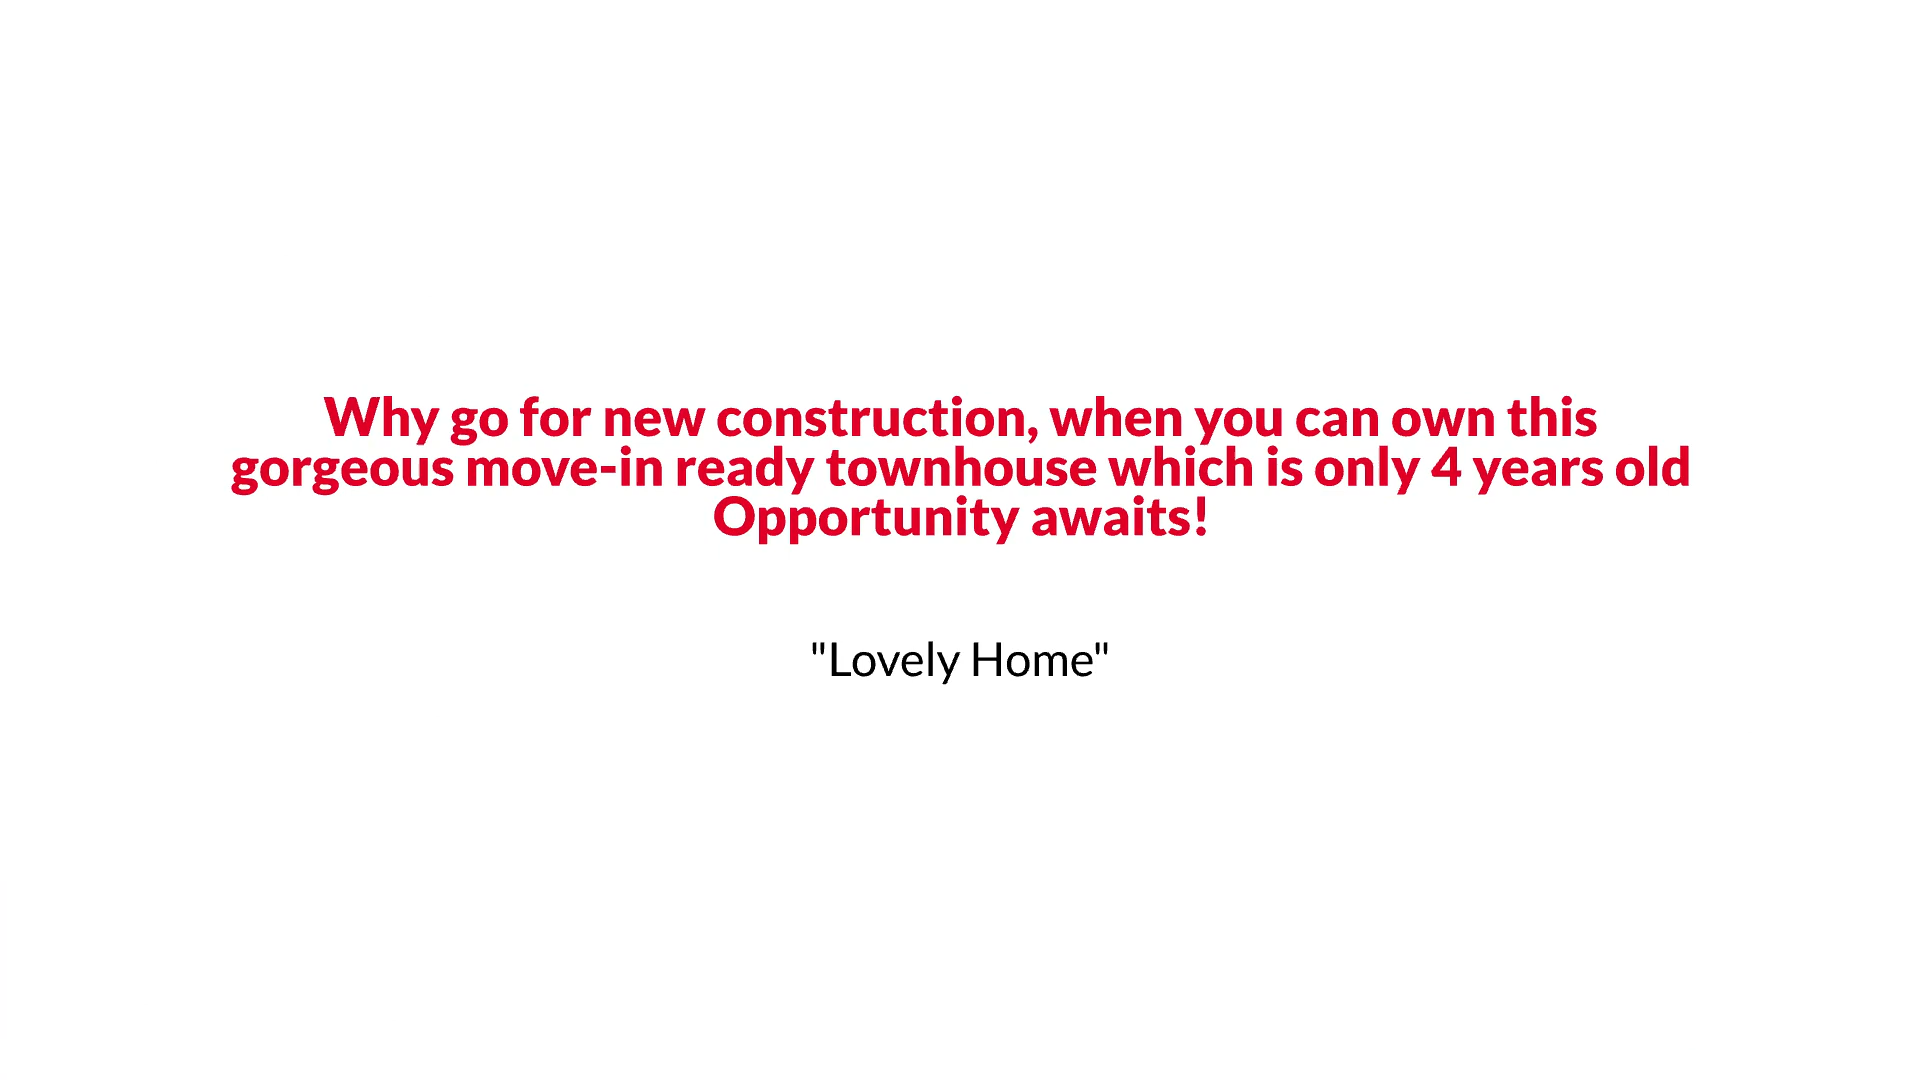 Why go for new construction, when you can own this
gorgeous move-in ready townhouse which is only 4 years old
Opportunity awaits!
"Lovely Home"